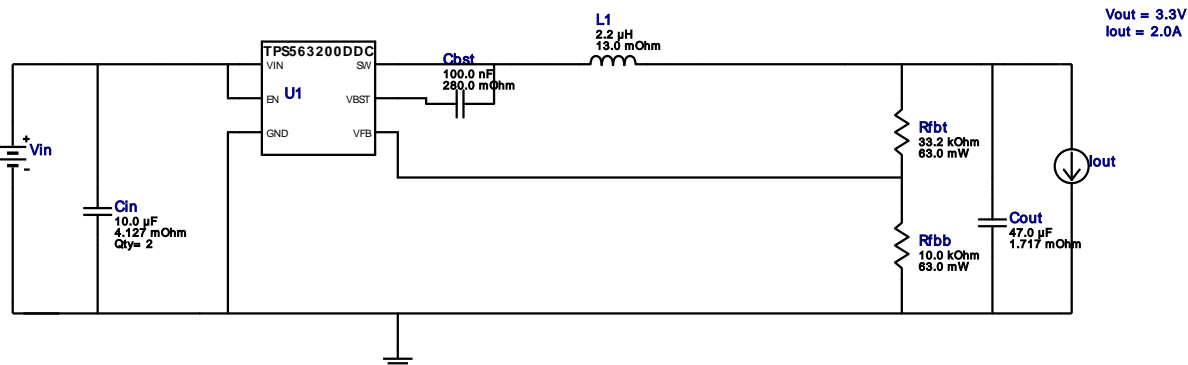 Vout = 3.3V
Iout = 2.0A
L1
2.2 µH
13.0 mOhm
TPS563200DDC
VIN
SW
EN
U1
VBST
GND
VFB
Cbst
100.0 nF
280.0 mOhm
+
Vin
-
Cin
10.0 µF
4.127 mOhm
Qty= 2
Rfbt
33.2 kOhm
63.0 mW
Iout
Rfbb
10.0 kOhm
63.0 mW
Cout
47.0 µF
1.717 mOhm